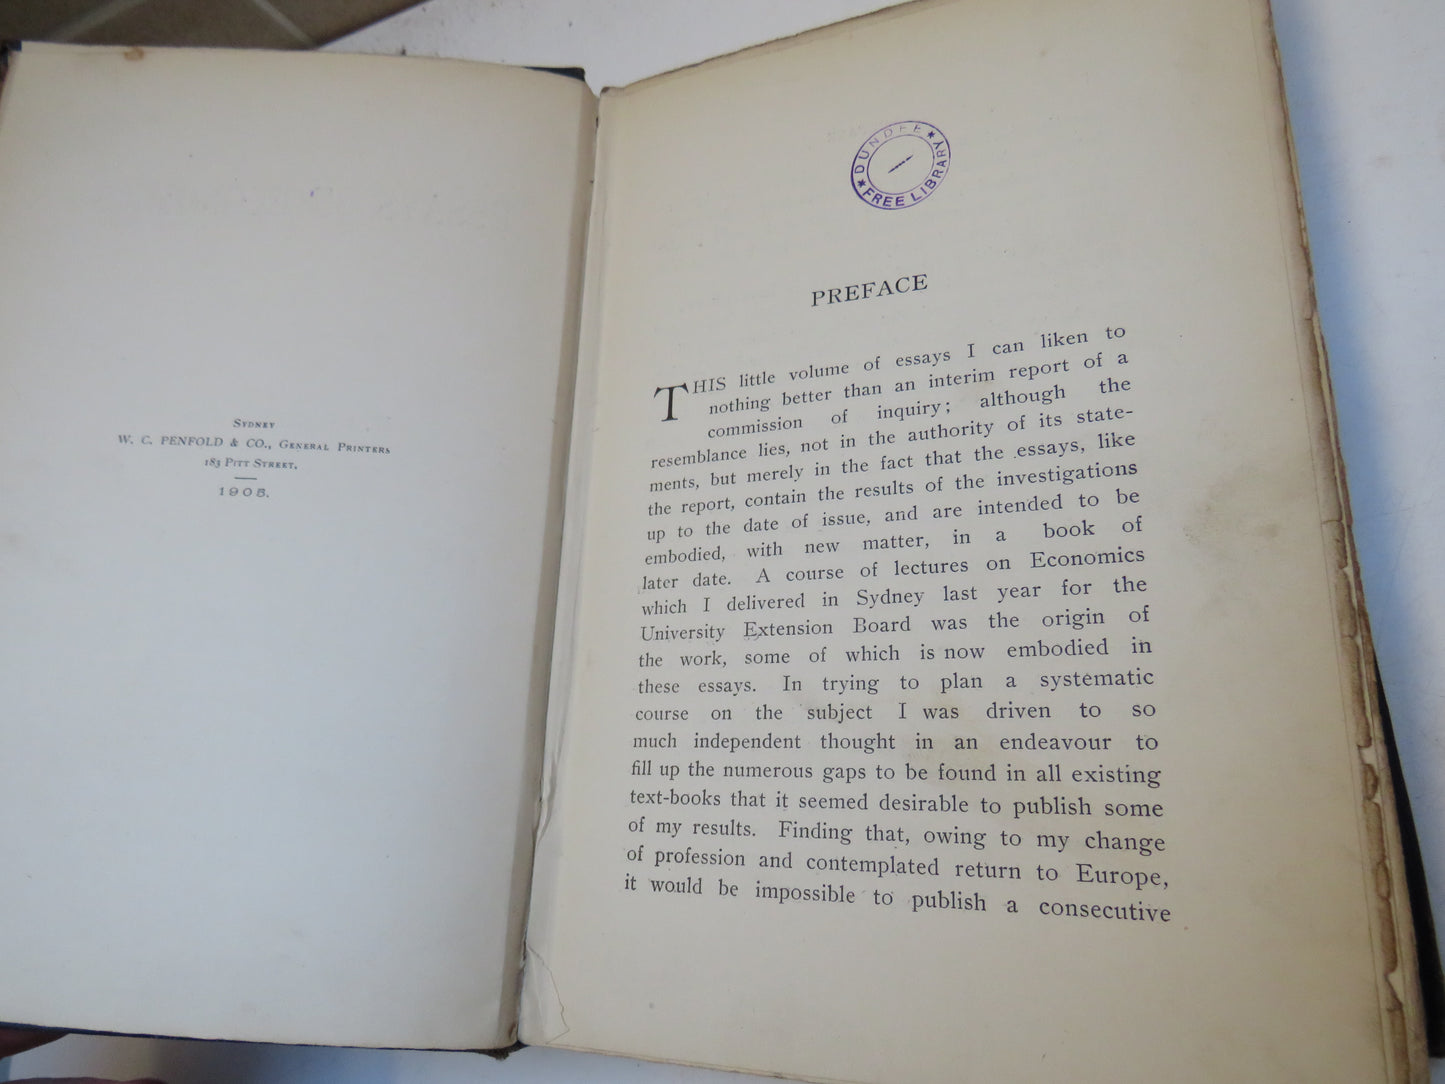 SYDNEY
W. C. PENFOLD & CO., GENERAL PRINTERS
183 PITT STREET.
1905.
DUNDEE
FREE LIBRARY
PREFACE
THIS little volume of essays I can liken to
nothing better than an interim report of a
commission of inquiry; although the
resemblance lies, not in the authority of its state-
ments, but merely in the fact that the essays, like
the report, contain the results of the investigations
up to the date of issue, and are intended to be
embodied, with new matter, in a book of
later date. A course of lectures on Economics
which I delivered in Sydney last year for the
University Extension Board was the origin of
the work, some of which is now embodied in
these essays. In trying to plan a systematic
course on the subject I was driven to so
much independent thought in an endeavour to
fill up the numerous gaps to be found in all existing
text-books that it seemed desirable to publish some
of my results. Finding that, owing to my change
of profession and contemplated return to Europe,
it would be impossible to publish a consecutive